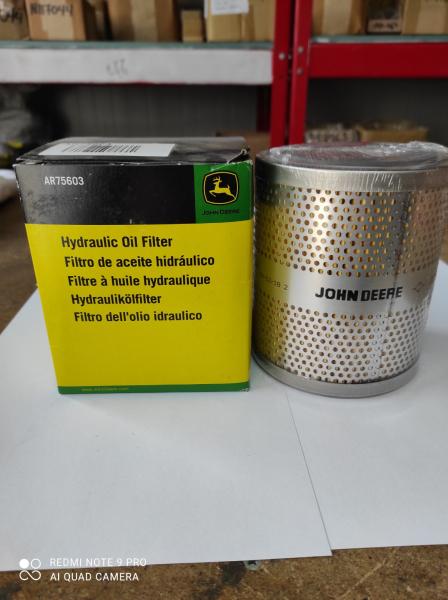 AR75603
JOHN DEERE
Hydraulic Oil Filter
Filtro de aceite hidráulico
Filtre à huile hydraulique
Hydraulikölfilter
Filtro dell'olio idraulico
JOHN DEERE
REDMI NOTE 9 PRO
AI QUAD CAMERA